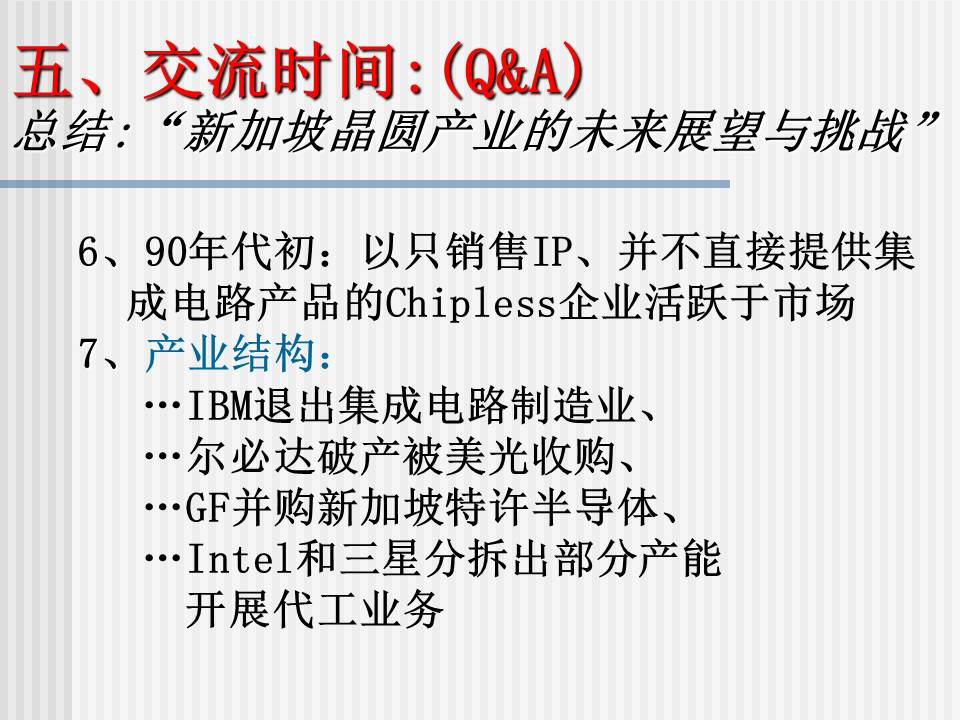 五、交流时间:(Q&A)
总结:“新加坡晶圆产业的未来展望与挑战”
6、90年代初：以只销售IP、并不直接提供集
成电路产品的Chipless企业活跃于市场
7、产业结构：
…IBM退出集成电路制造业、
…尔必达破产被美光收购、
…GF并购新加坡特许半导体、
…Intel和三星分拆出部分产能
开展代工业务